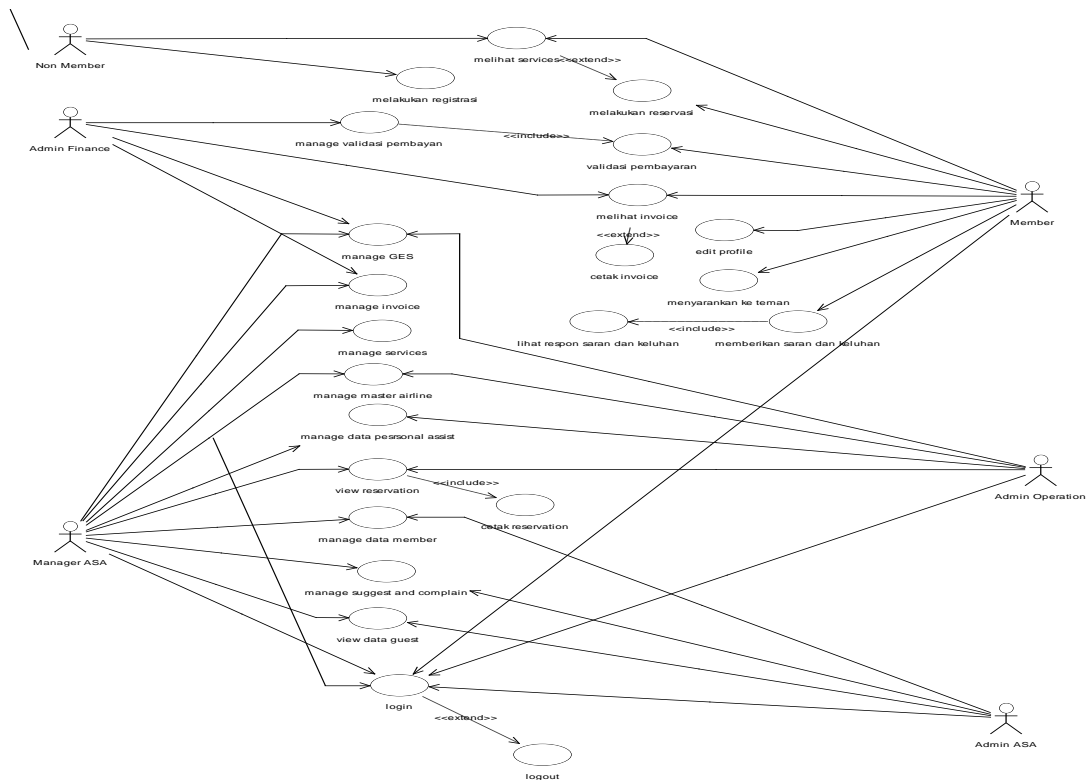 Non Member
melihat services
<<extend>>
melakukan registrasi
melakukan reservasi
Admin Finance
manage validasi pembayan
<<include>>
validasi pembayaran
melihat invoice
Member
<<extend>>
edit profile
manage GES
cetak invoice
manage invoice
menyarankan ke teman
<<include>>
lihat respon saran dan keluhan
memberikan saran dan keluhan
manage services
manage master airline
manage data pesrsonal assist
view reservation
<<include>>
Admin Operation
cetak reservation
manage data member
Manager ASA
manage suggest and complain
view data guest
login
<<extend>>
Admin ASA
logout